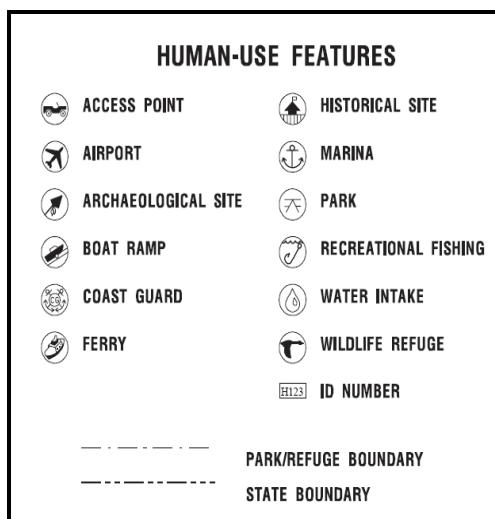 HUMAN-USE FEATURES
ACCESS POINT
AIRPORT
ARCHAEOLOGICAL SITE
BOAT RAMP
CG
COAST GUARD
FERRY
HISTORICAL SITE
MARINA
PARK
RECREATIONAL FISHING
WATER INTAKE
WILDLIFE REFUGE
H123 ID NUMBER
PARK/REFUGE BOUNDARY
STATE BOUNDARY